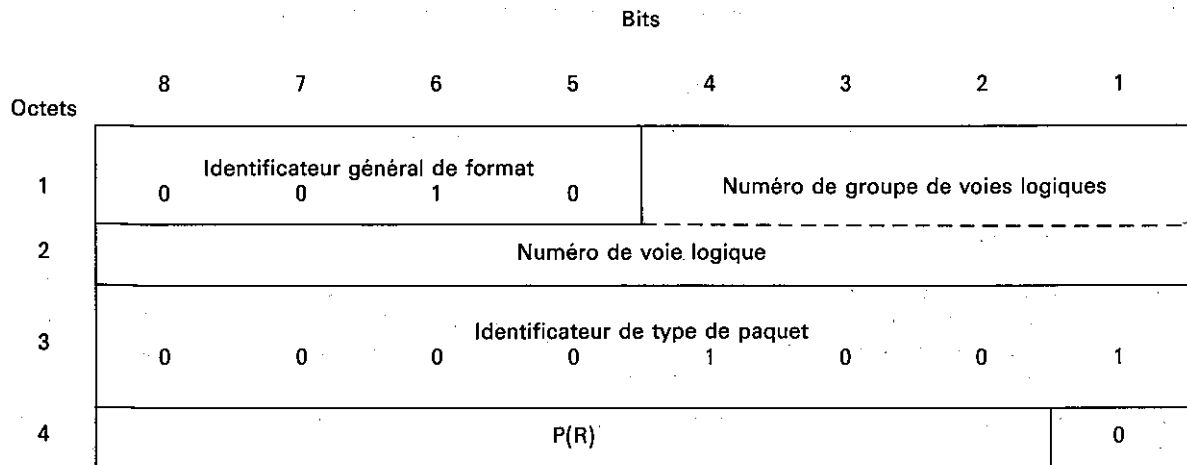 Bits
8 7 6 5 4 3 2 1
Octets
1
Identificateur général de format
0 0 1 0
Numéro de groupe de voies logiques
2
Numéro de voie logique
3
Identificateur de type de paquet
0 0 0 0 1 0 0 1
4
P(R)
0